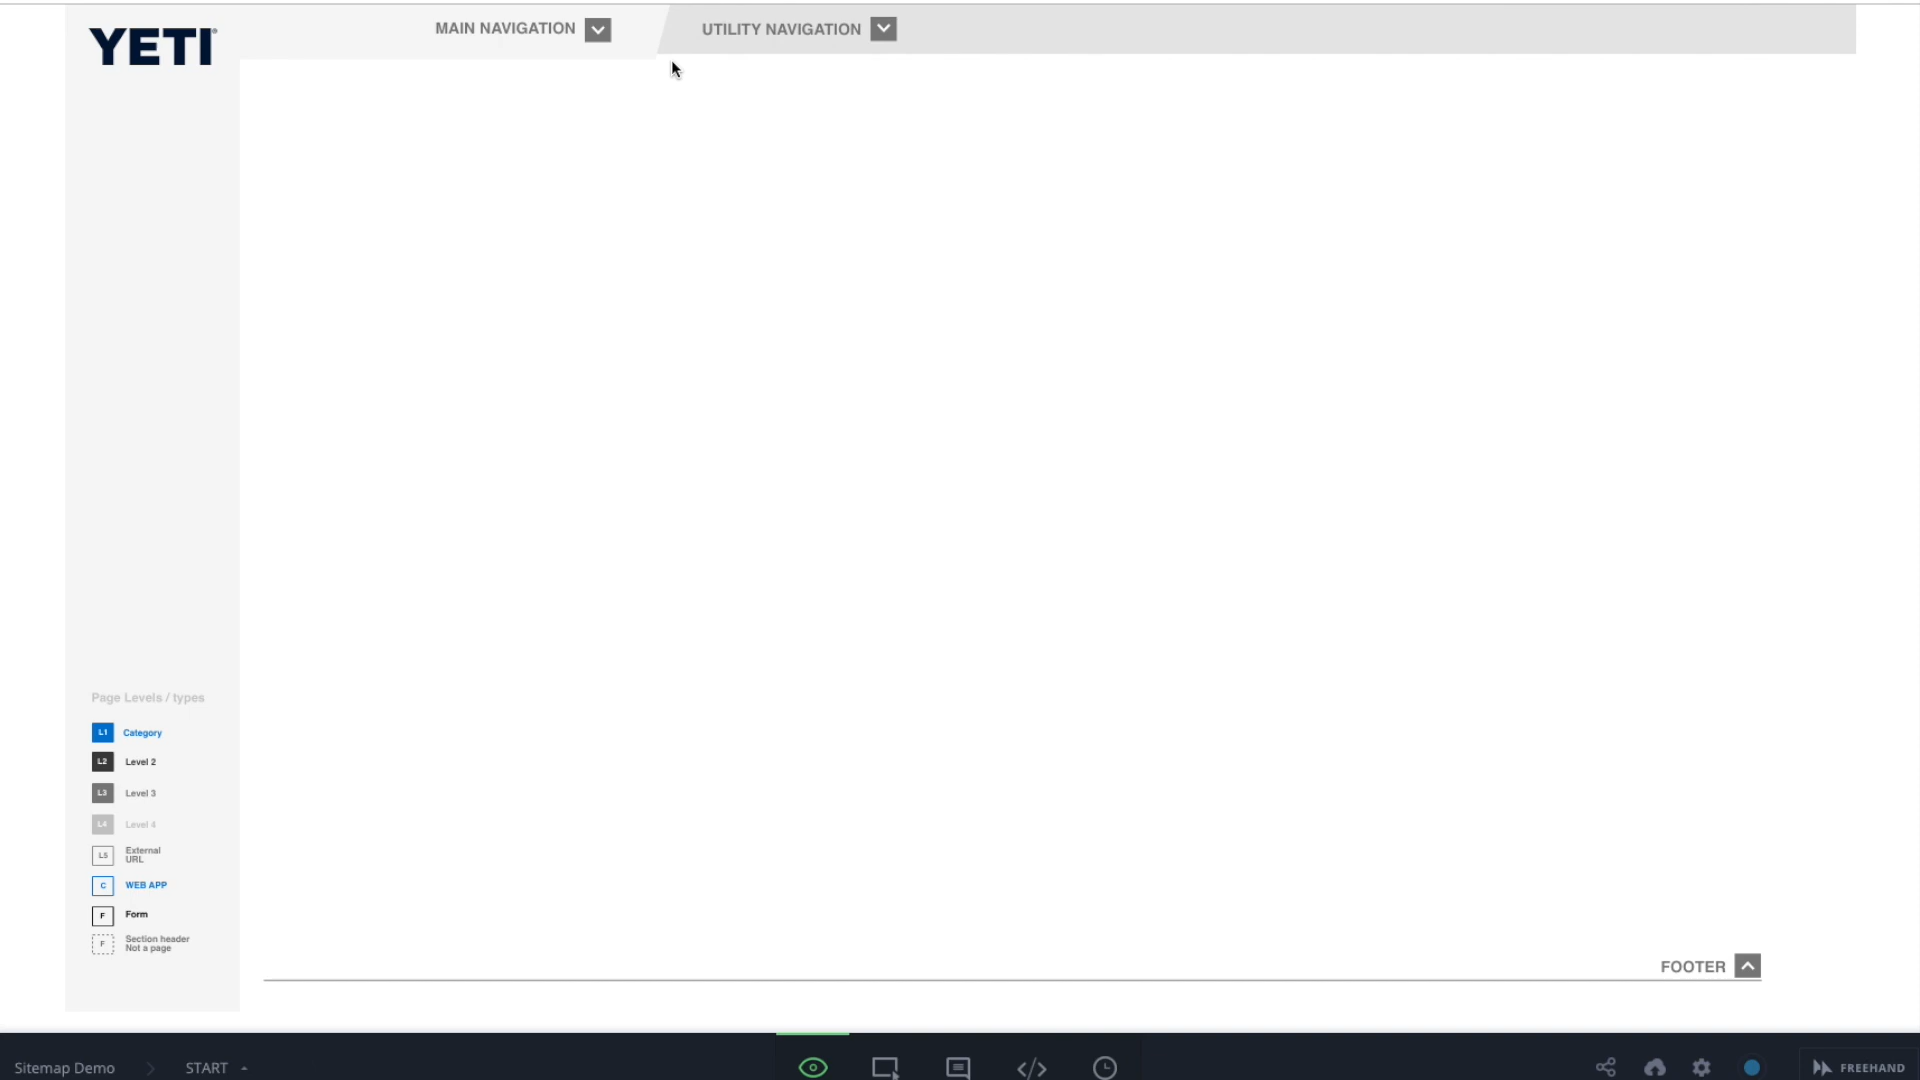 YETI®
MAIN NAVIGATION
UTILITY NAVIGATION
Page Levels / types
L1 Category
L2 Level 2
L3 Level 3
L4 Level 4
L5 External
URL
C WEB APP
F Form
F Section header
Not a page
FOOTER
Sitemap Demo
START
FREEHAND